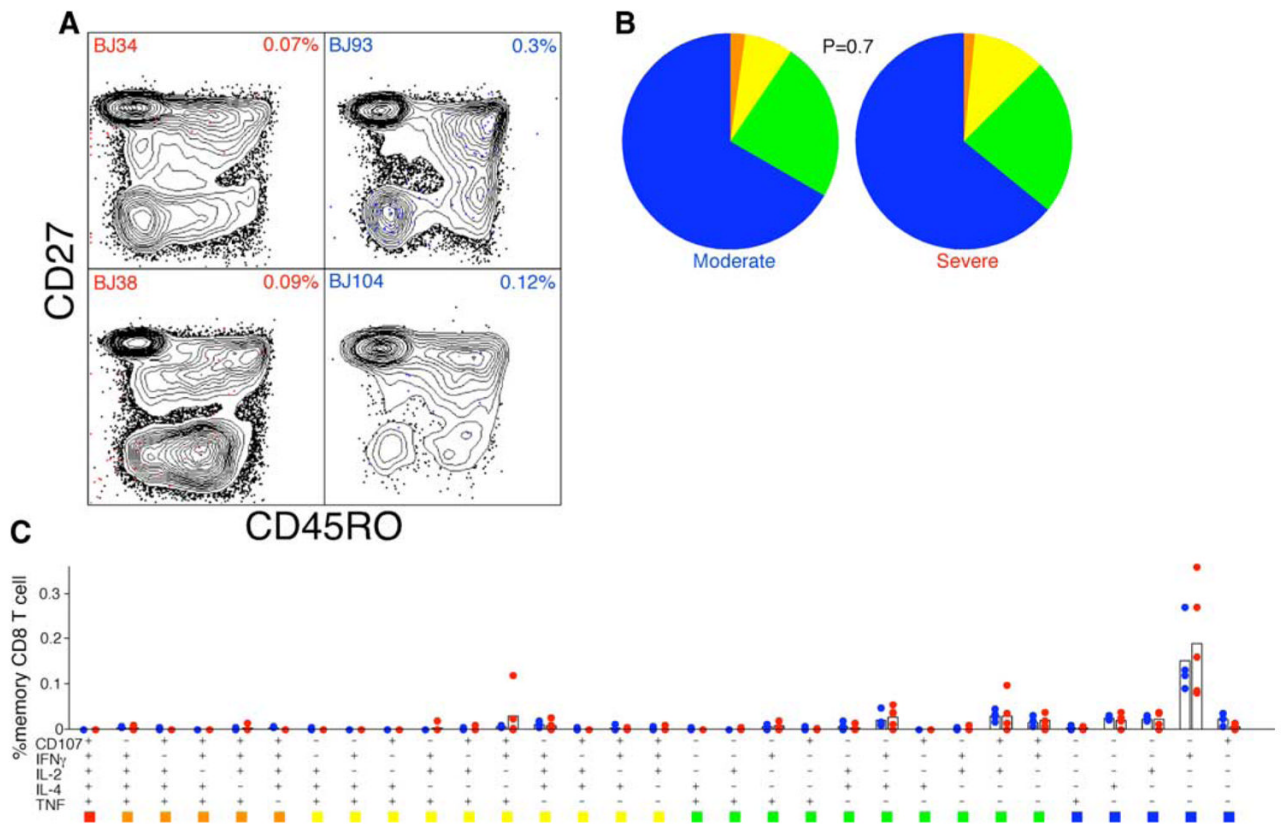 A
BJ34 0.07%
BJ93 0.3%
BJ38 0.09%
BJ104 0.12%
CD27
CD45RO
B
P=0.7
Moderate
Severe
C
%memory CD8 T cell
0.3
0.2
0.1
0
CD107
IFNγ
IL-2
IL-4
TNF